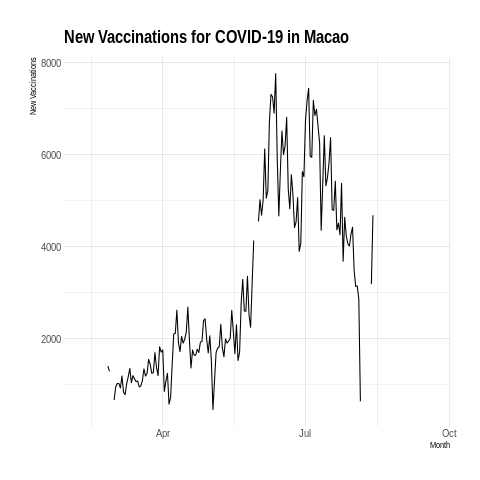 New Vaccinations for COVID-19 in Macao
New Vaccinations
8000
6000
4000
2000
Apr
Jul
Oct
Month